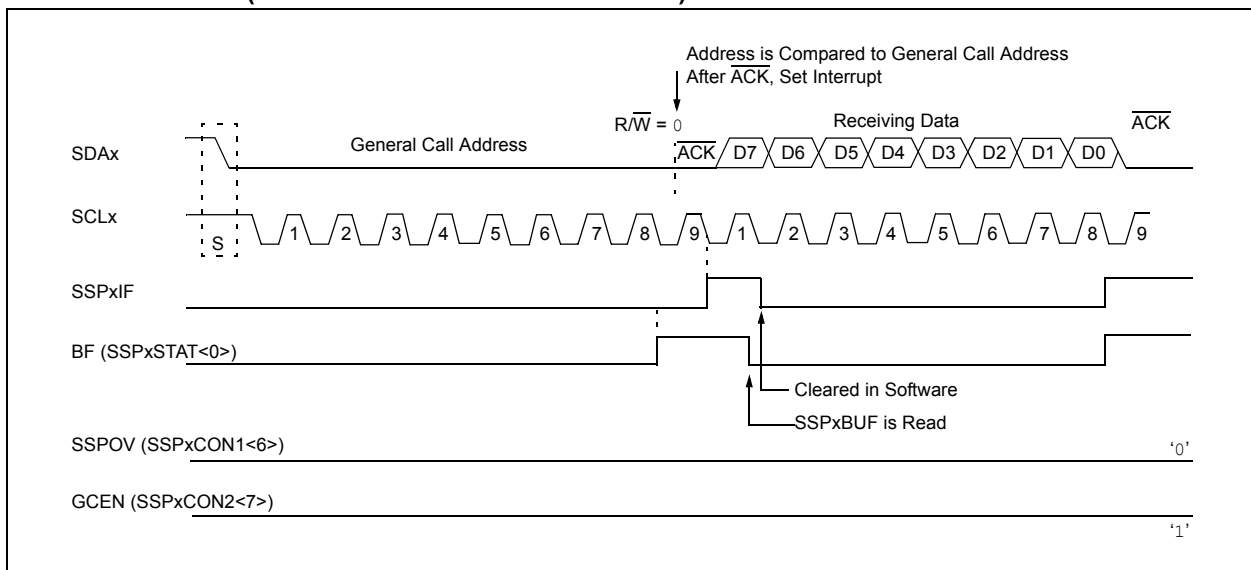 Address is Compared to General Call Address
After ACK, Set Interrupt
R/W = 0
Receiving Data
ACK
SDAx
General Call Address
ACK D7 D6 D5 D4 D3 D2 D1 D0
SCLx
S
1 2 3 4 5 6 7 8 9 1 2 3 4 5 6 7 8 9
SSPxIF
BF (SSPxSTAT<0>)
Cleared in Software
SSPxBUF is Read
SSPOV (SSPxCON1<6>)
‘0’
GCEN (SSPxCON2<7>)
‘1’